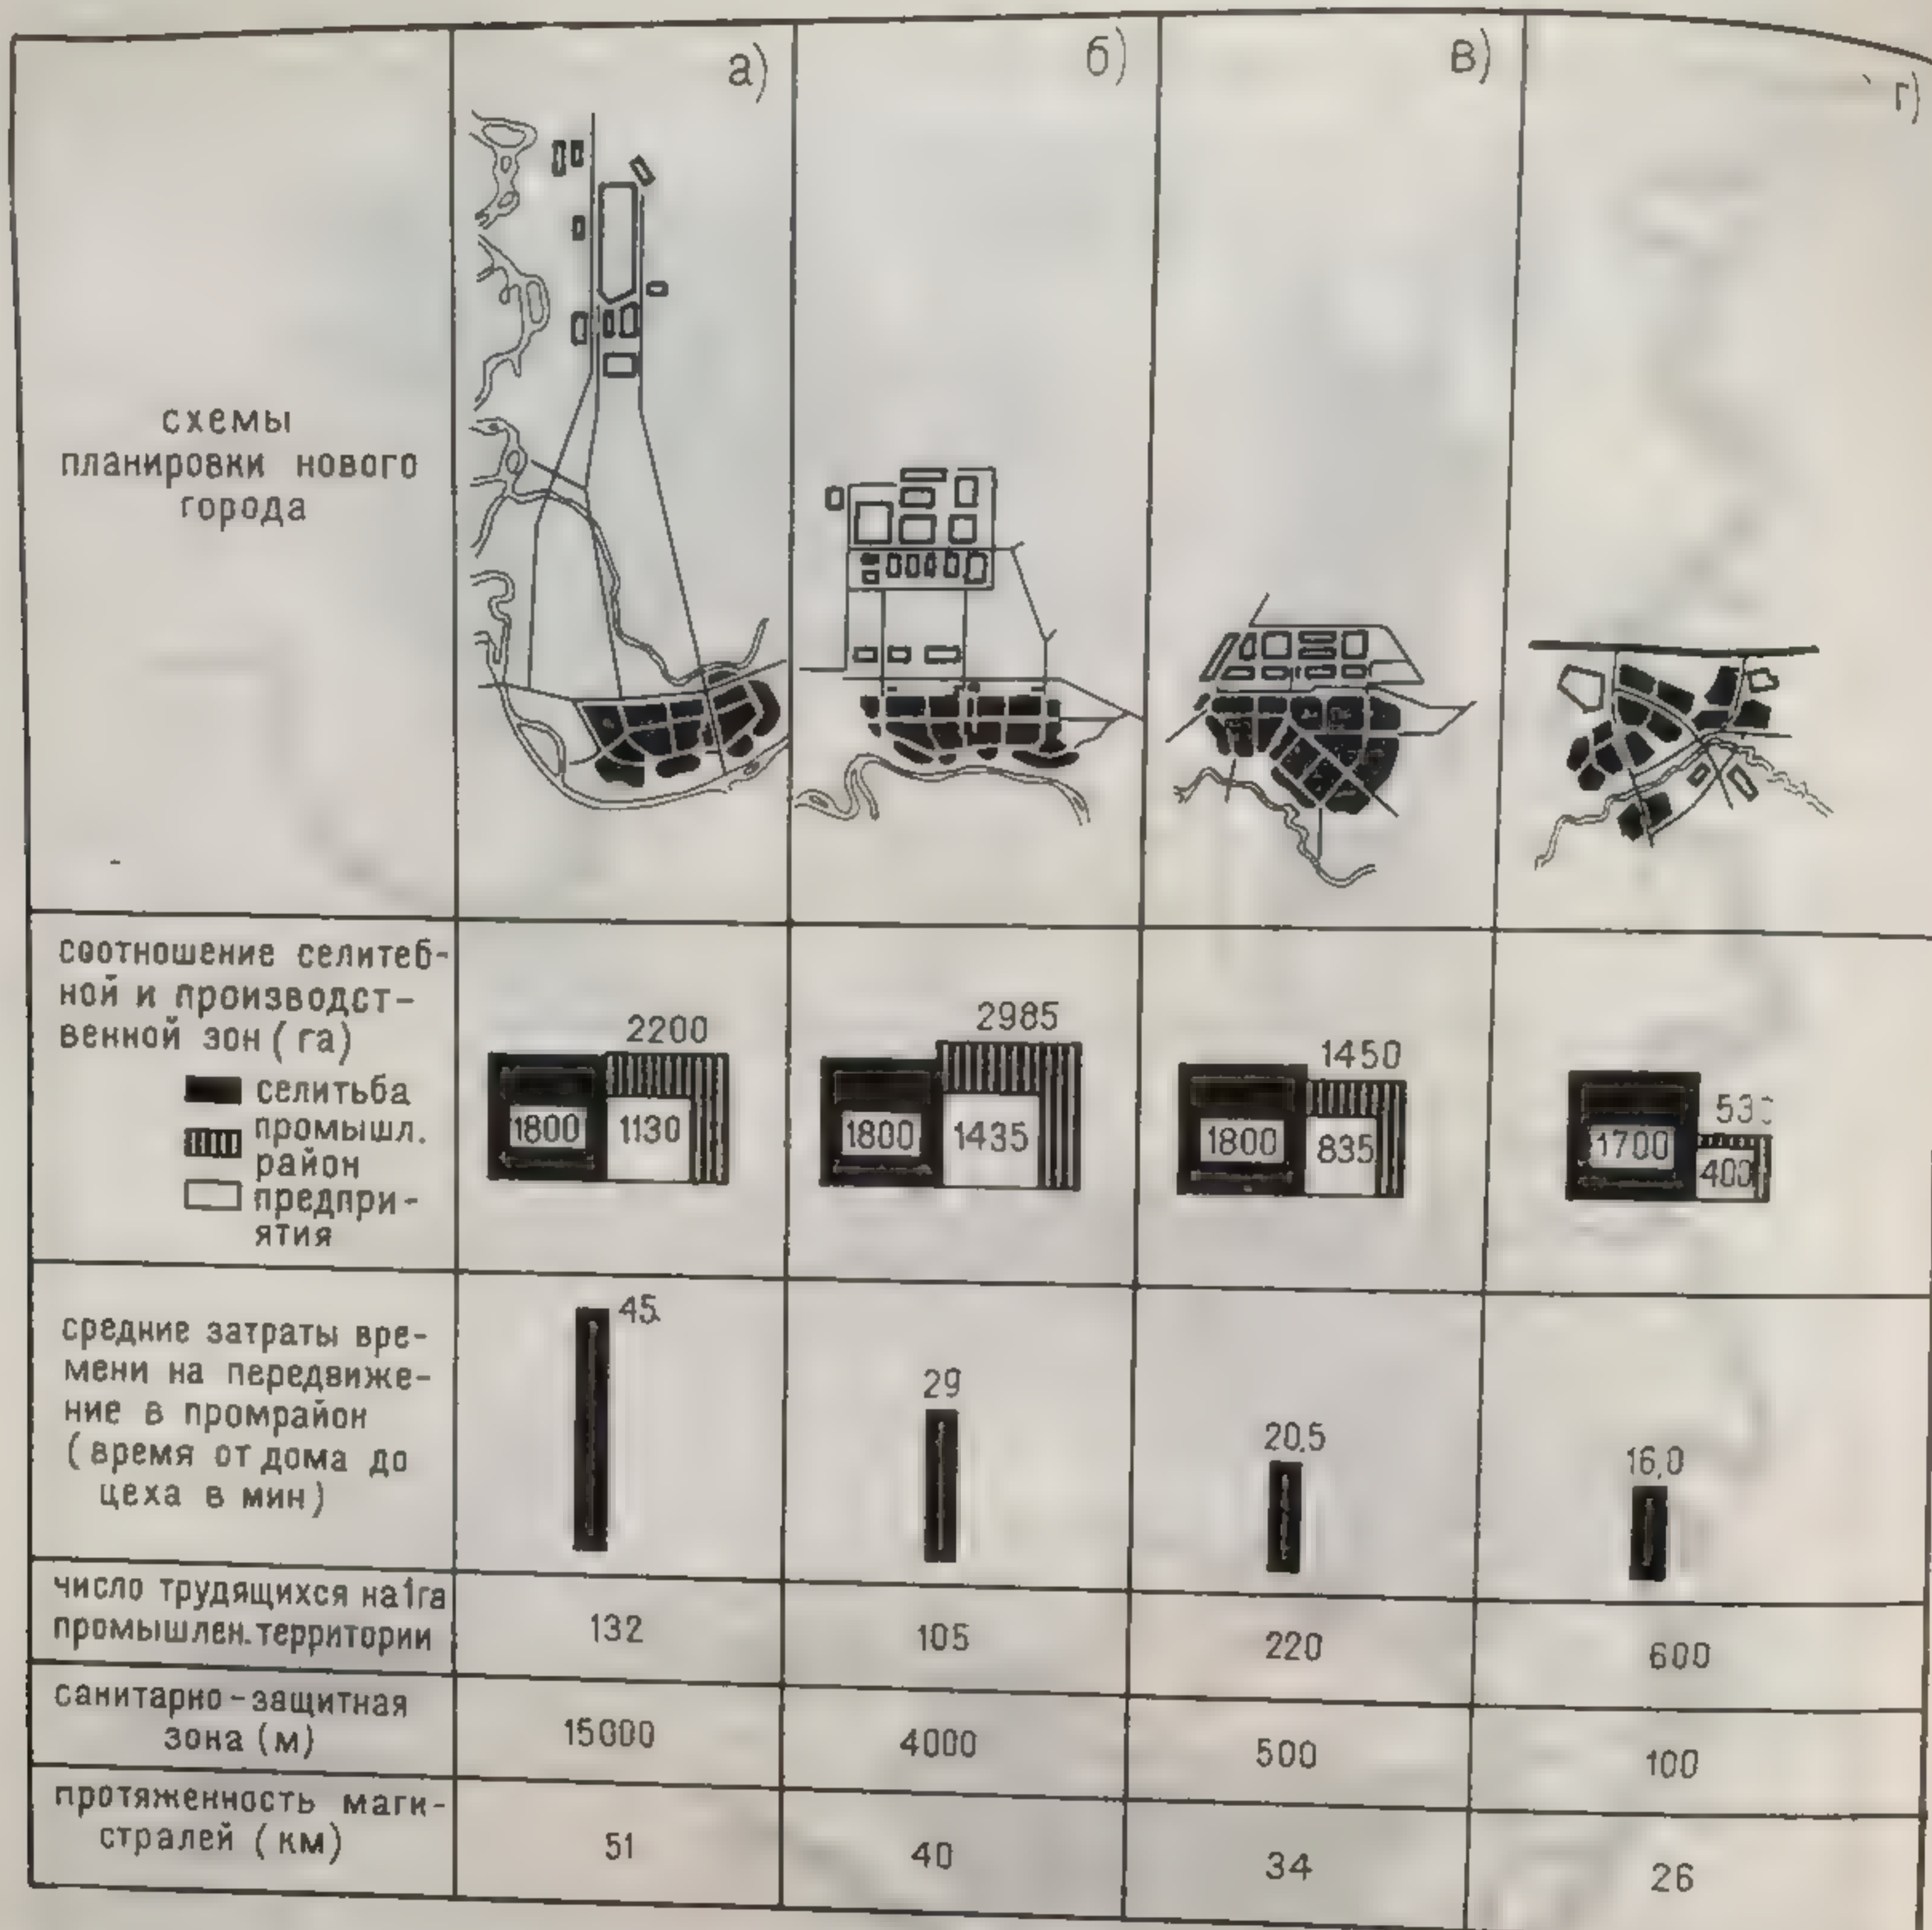 а)
б)
в)
г)
схемы
планировки нового
города
соотношение селитеб-
ной и производст-
венной зон (га)
селитьба
промышл.
район
предпри-
ятия
2200
1800 1130
2985
1800 1435
1450
1800 835
1700 400
средние затраты вре-
мени на передвиже-
ние в промрайон
(время от дома до
цеха в мин)
45
29
20.5
16,0
число трудящихся на 1га
промышлен. территории
132
105
220
600
санитарно-защитная
зона (м)
15000
4000
500
100
протяженность маги-
стралей (км)
51
40
34
26